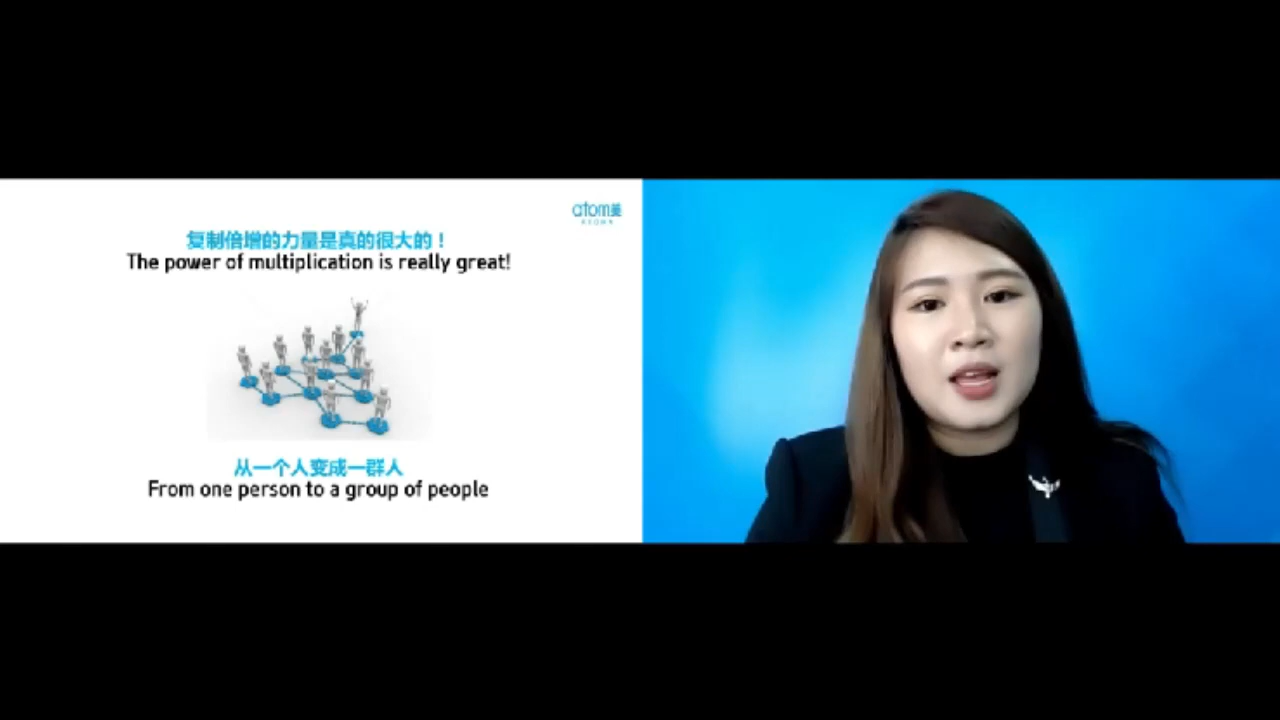 atom美
ATOMY
复制倍增的力量是真的很大的！
The power of multiplication is really great!
从一个人变成一群人
From one person to a group of people